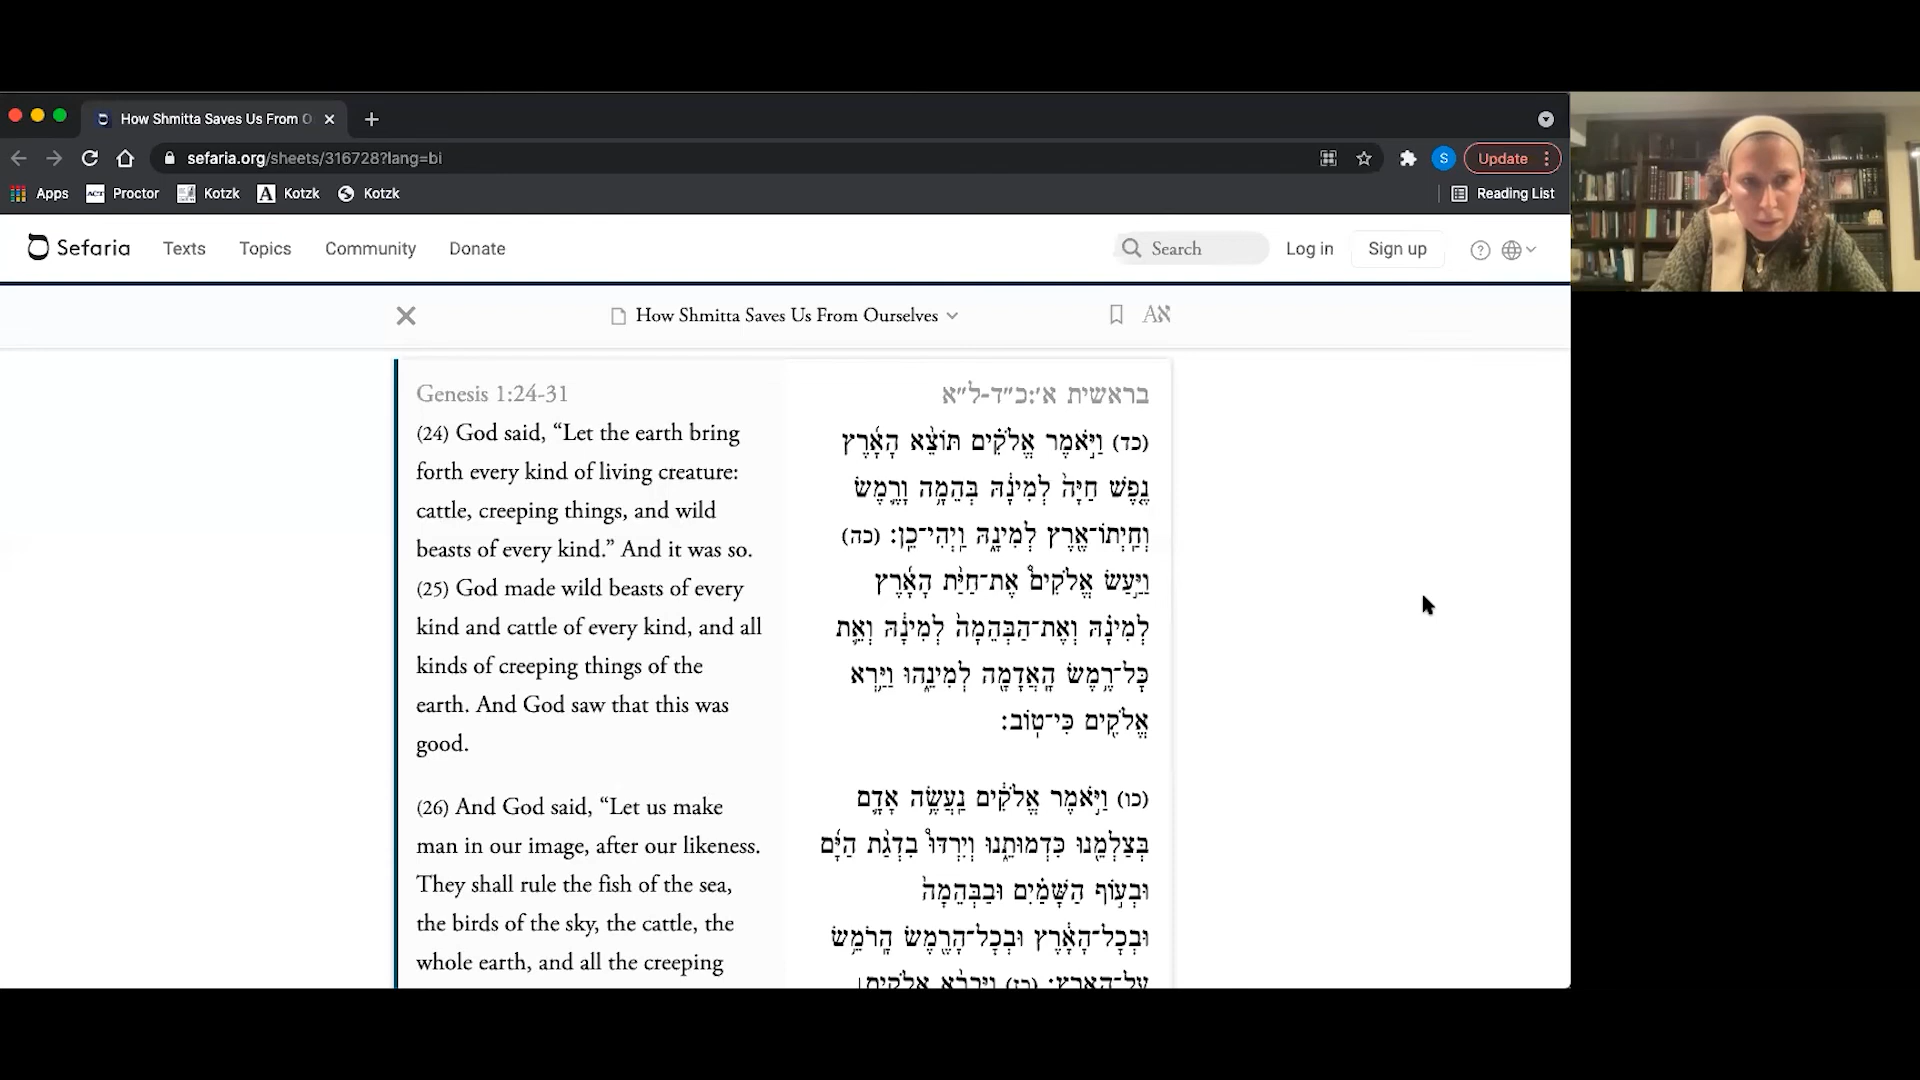 How Shmitta Saves Us From O
sefaria.org/sheets/316728?lang=bi
S
Update
Apps
ACT
Proctor
Kotzk
A
Kotzk
Kotzk
Reading List
Sefaria
Texts
Topics
Community
Donate
Search
Log in
Sign up
How Shmitta Saves Us From Ourselves
Aא
Genesis 1:24-31
(24) God said, “Let the earth bring
forth every kind of living creature:
cattle, creeping things, and wild
beasts of every kind.” And it was so.
(25) God made wild beasts of every
kind and cattle of every kind, and all
kinds of creeping things of the
earth. And God saw that this was
good.
(26) And God said, “Let us make
man in our image, after our likeness.
They shall rule the fish of the sea,
the birds of the sky, the cattle, the
whole earth, and all the creeping
בראשית א׳:כ״ד-ל״א
(כד) וַיֹּ֣אמֶר אֱלֹקִ֗ים תּוֹצֵ֨א הָאָ֜רֶץ
נֶ֤פֶשׁ חַיָּה֙ לְמִינָ֔הּ בְּהֵמָ֥ה וָרֶ֛מֶשׂ
וְחַֽיְתוֹ־אֶ֖רֶץ לְמִינָ֑הּ וַֽיְהִי־כֵֽן׃ (כה)
וַיַּ֣עַשׂ אֱלֹקִים֩ אֶת־חַיַּ֨ת הָאָ֜רֶץ
לְמִינָ֗הּ וְאֶת־הַבְּהֵמָה֙ לְמִינָ֔הּ וְאֵ֛ת
כׇּל־רֶ֥מֶשׂ הָֽאֲדָמָ֖ה לְמִינֵ֑הוּ וַיַּ֥רְא
אֱלֹקִ֖ים כִּי־טֽוֹב׃
(כו) וַיֹּ֣אמֶר אֱלֹקִ֔ים נַֽעֲשֶׂ֥ה אָדָ֛ם
בְּצַלְמֵ֖נוּ כִּדְמוּתֵ֑נוּ וְיִרְדּוּ֩ בִדְגַ֨ת הַיָּ֜ם
וּבְע֣וֹף הַשָּׁמַ֗יִם וּבַבְּהֵמָה֙
וּבְכׇל־הָאָ֔רֶץ וּבְכׇל־הָרֶ֖מֶשׂ הָֽרֹמֵ֥שׂ
עַל־הָאָֽרֶץ׃ (כז) וַיִּבְרָ֨א אֱלֹקִ֤ים ׀